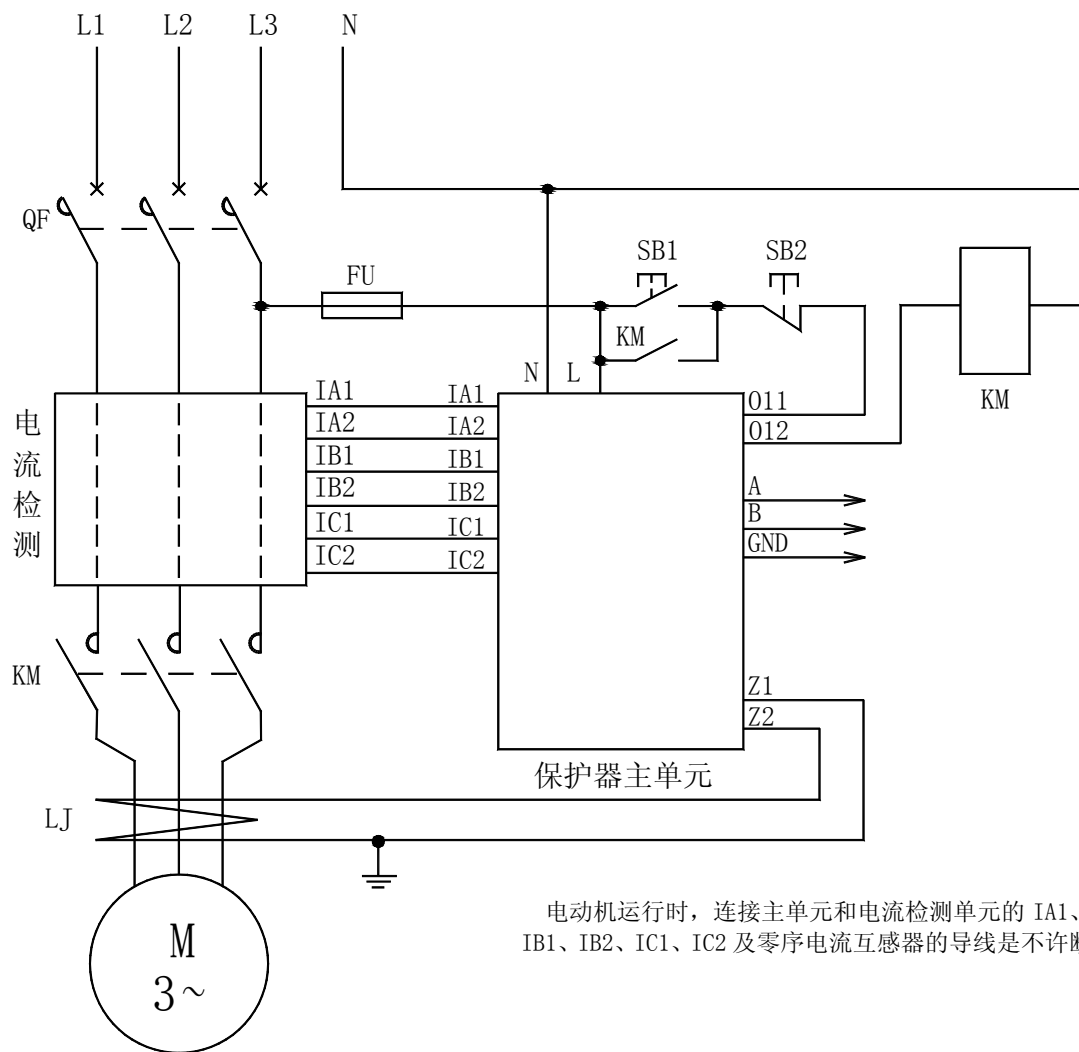 L1 L2 L3 N
QF
SB1 SB2
FU
KM
N L
KM
电流检测
IA1 IA1
IA2 IA2
IB1 IB1
IB2 IB2
IC1 IC1
IC2 IC2
O11
O12
A
B
GND
KM
Z1
Z2
保护器主单元
LJ
M
3~
电动机运行时，连接主单元和电流检测单元的 IA1、
IB1、IB2、IC1、IC2 及零序电流互感器的导线是不许